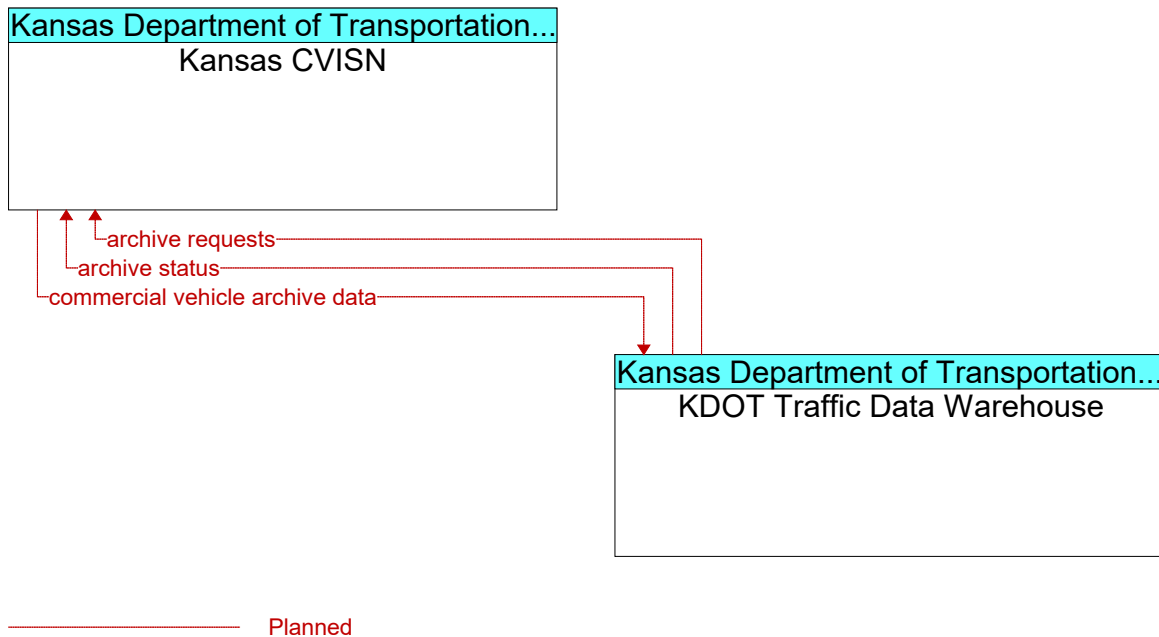 Kansas Department of Transportation...
Kansas CVISN
archive requests
archive status
commercial vehicle archive data
Kansas Department of Transportation...
KDOT Traffic Data Warehouse
Planned